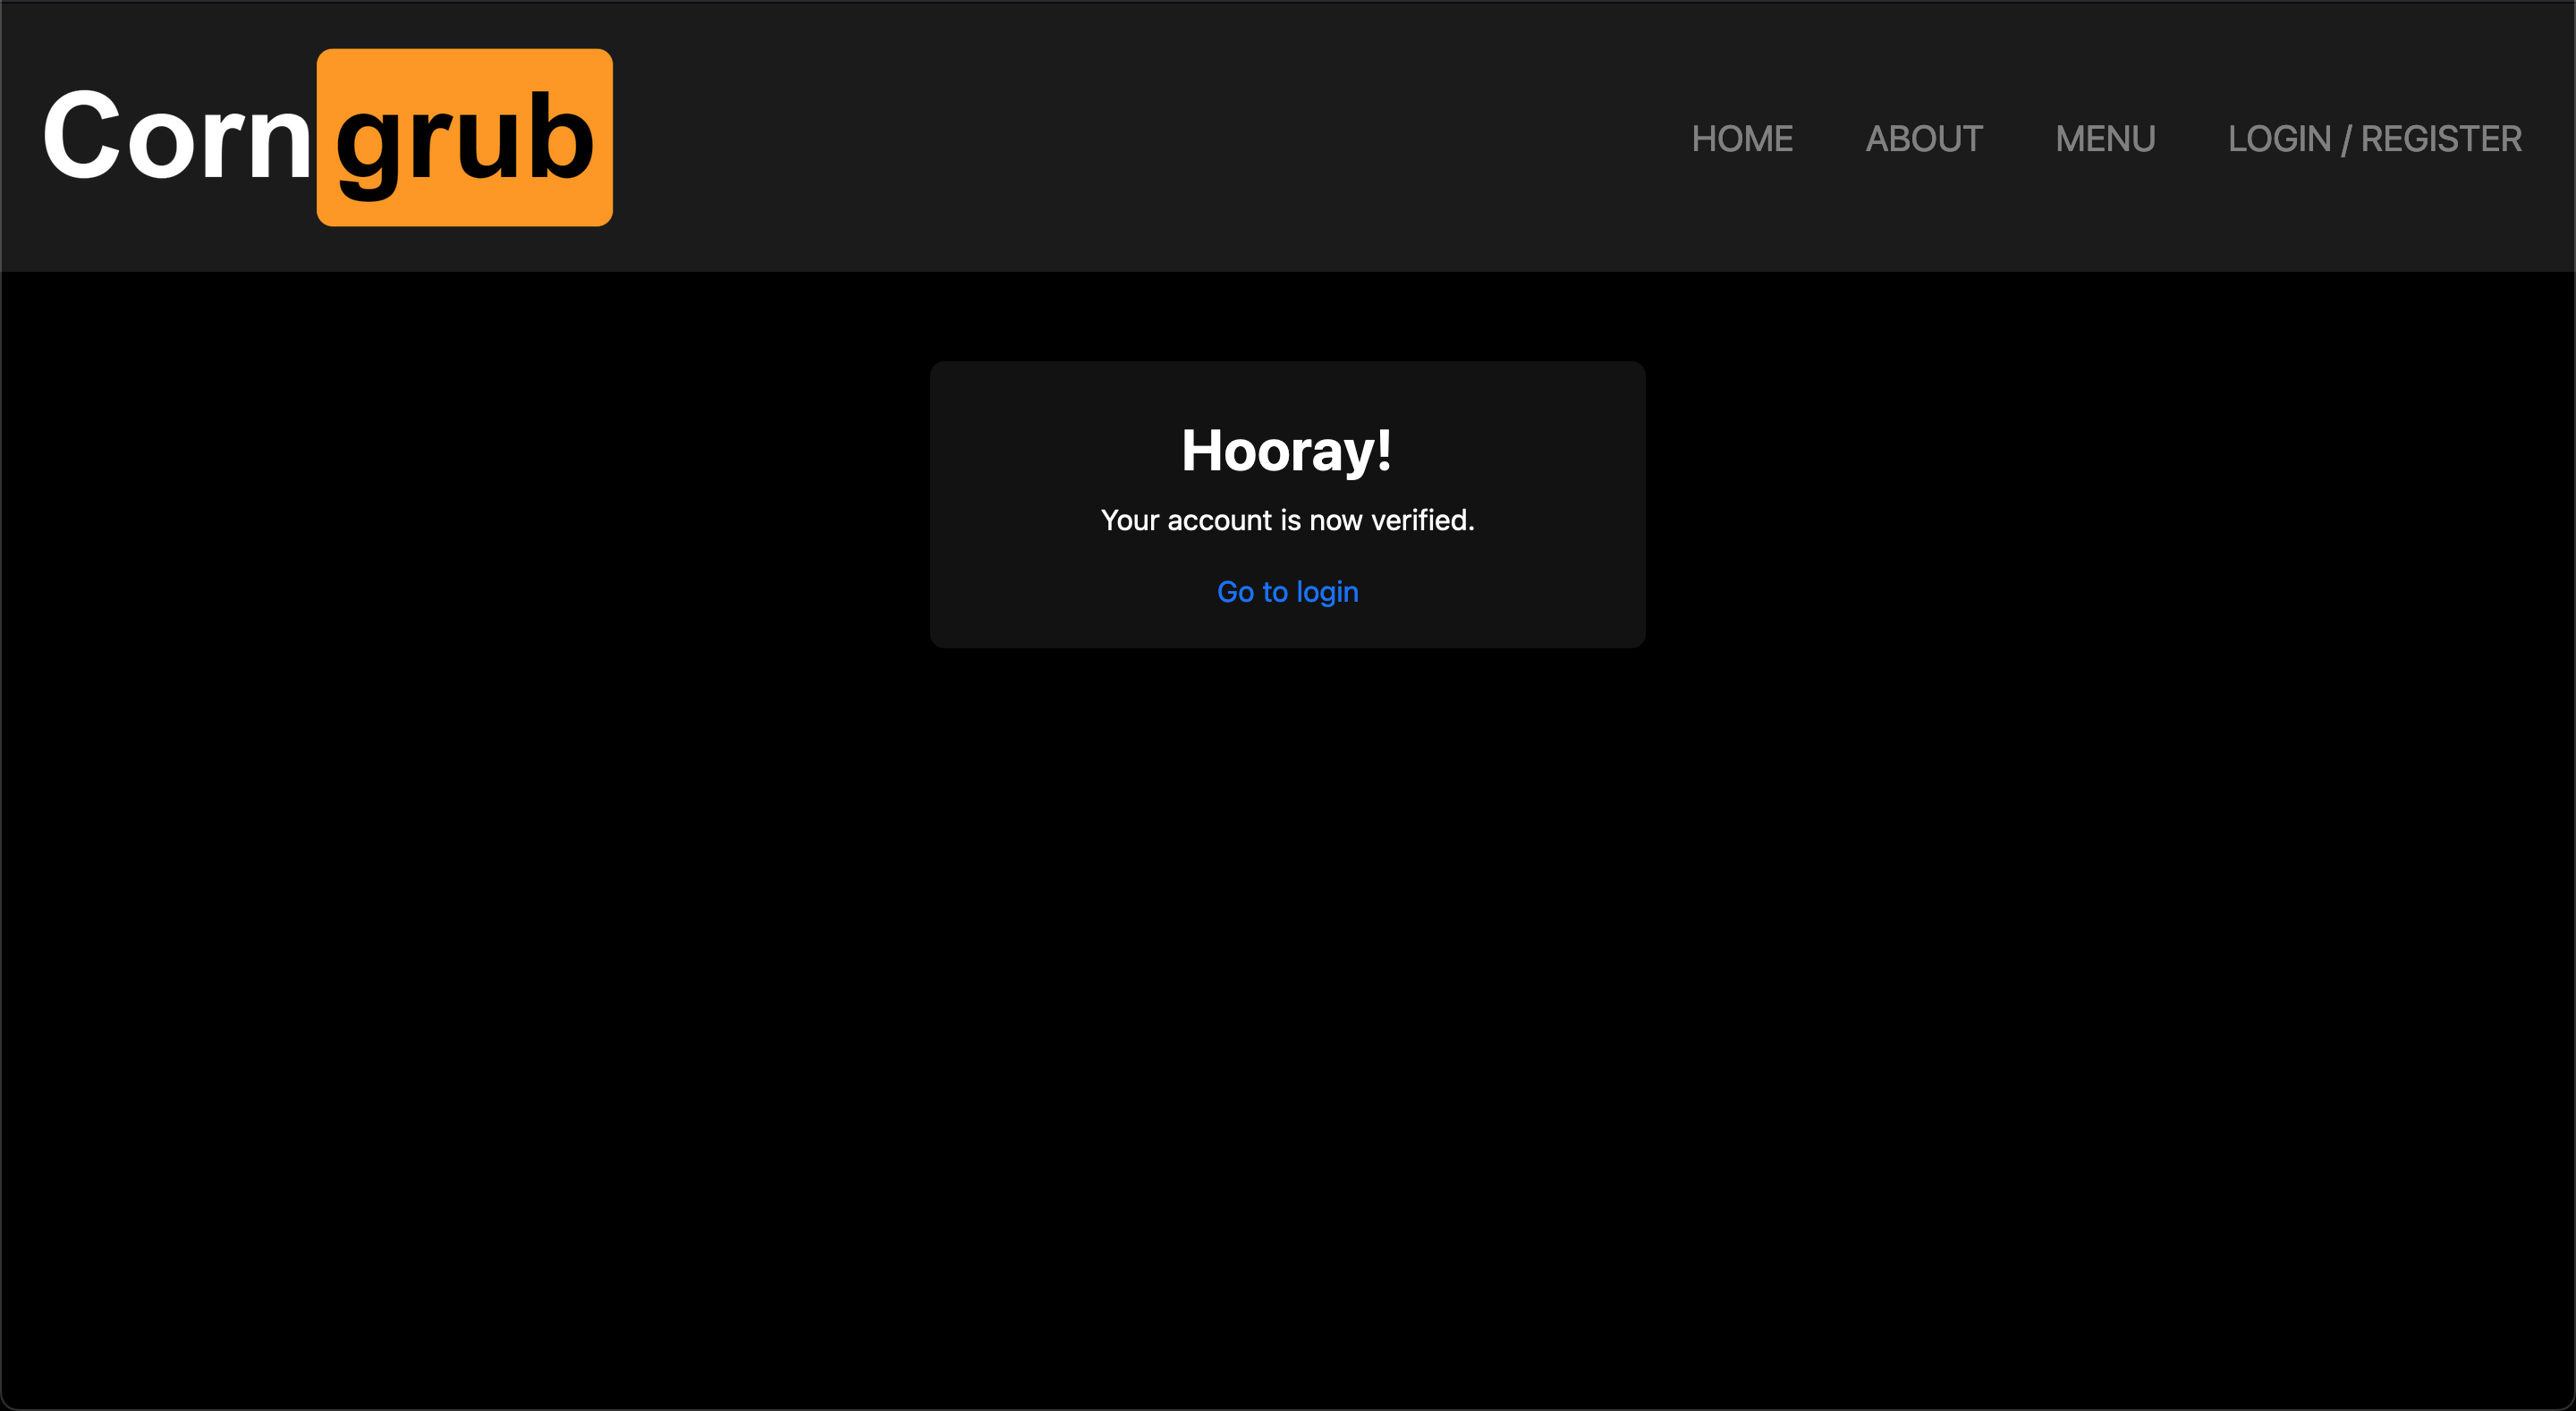 Corngrub
HOME ABOUT MENU LOGIN / REGISTER
Hooray!
Your account is now verified.
Go to login